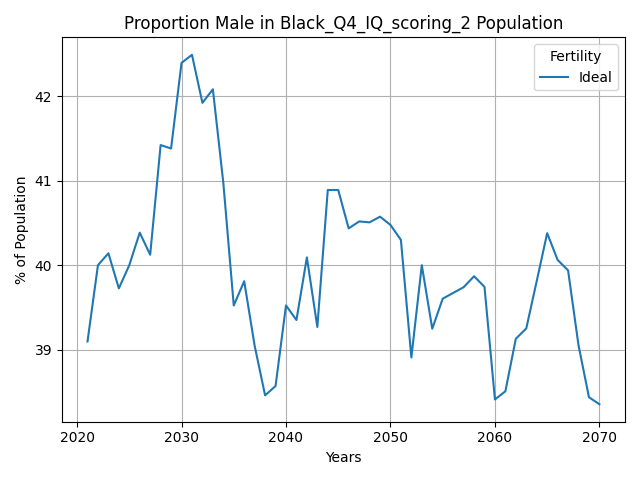 Proportion Male in Black_Q4_IQ_scoring_2 Population
Fertility
Ideal
% of Population
42
41
40
39
2020 2030 2040 2050 2060 2070
Years